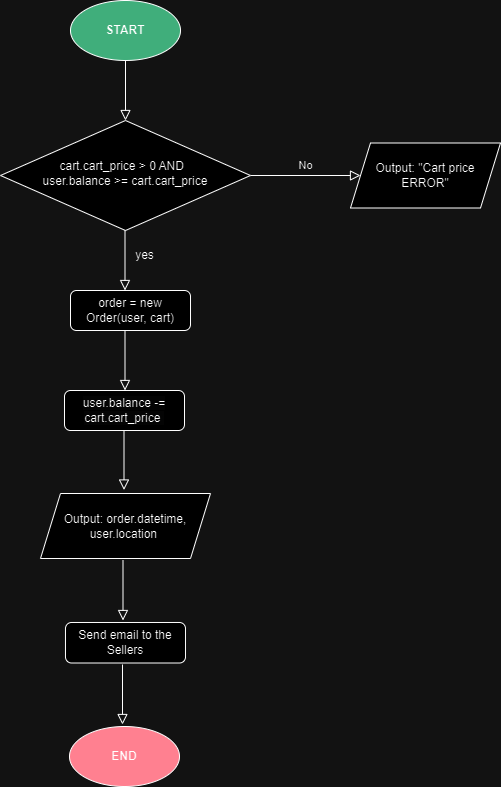 START
cart.cart_price > 0 AND
user.balance >= cart.cart_price
No
Output: "Cart price
ERROR"
yes
order = new
Order(user, cart)
user.balance -=
cart.cart_price
Output: order.datetime,
user.location
Send email to the
Sellers
END